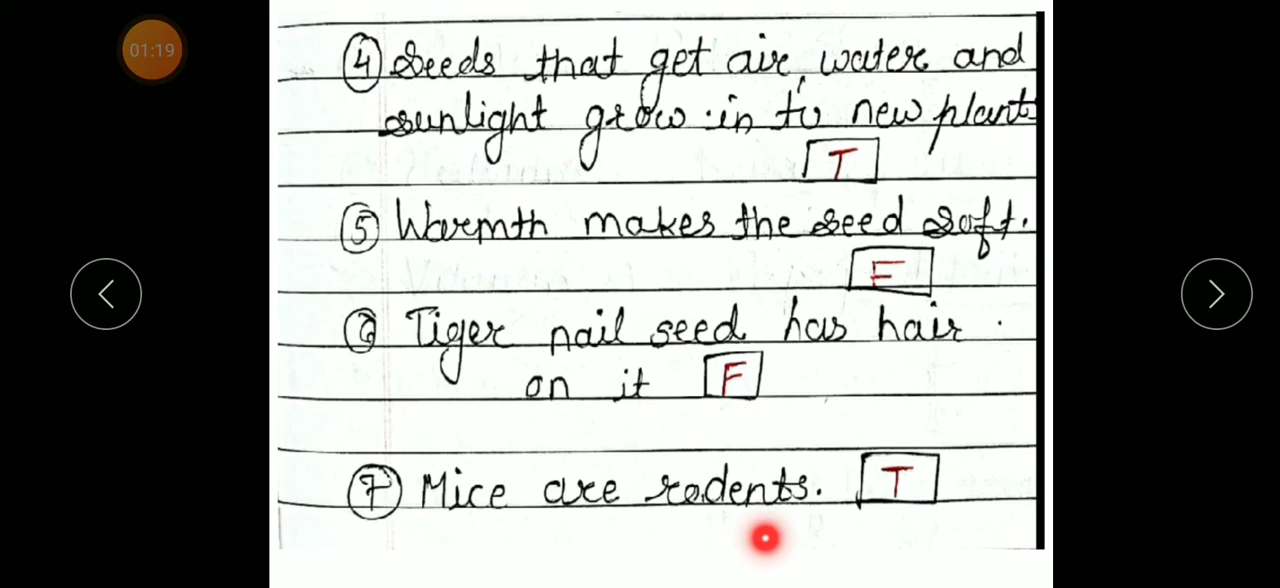 01:19
④ Seeds that get air, water and
sunlight grow in to new plants
T
⑤ Warmth makes the seed soft.
F
⑥ Tiger nail seed has hair.
on it F
⑦ Mice are rodents. T